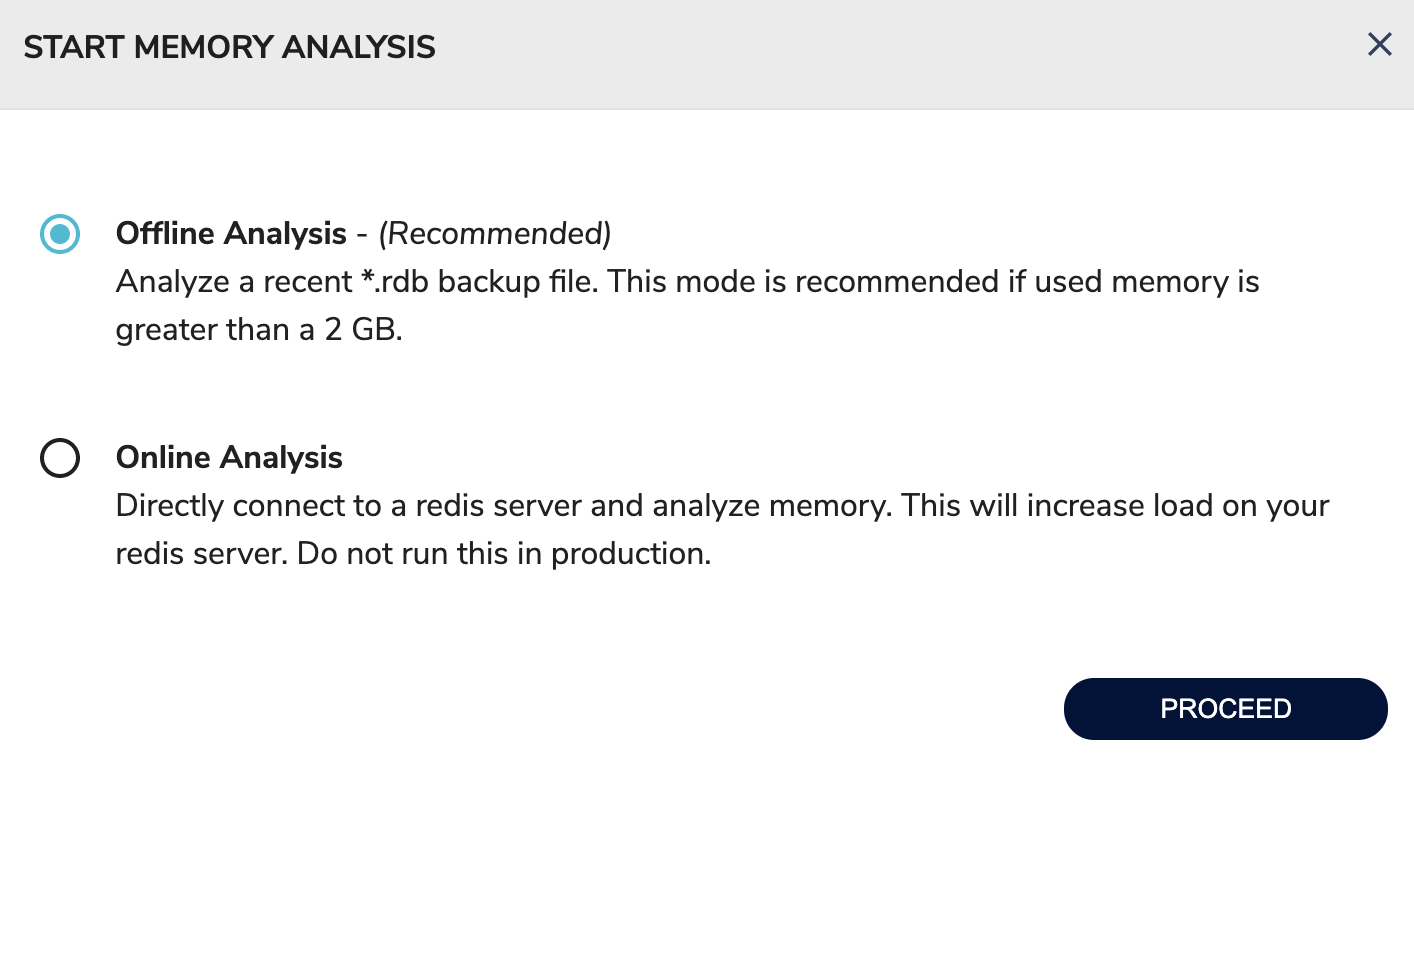 START MEMORY ANALYSIS
Offline Analysis - (Recommended)
Analyze a recent *.rdb backup file. This mode is recommended if used memory is
greater than a 2 GB.
Online Analysis
Directly connect to a redis server and analyze memory. This will increase load on your
redis server. Do not run this in production.
PROCEED